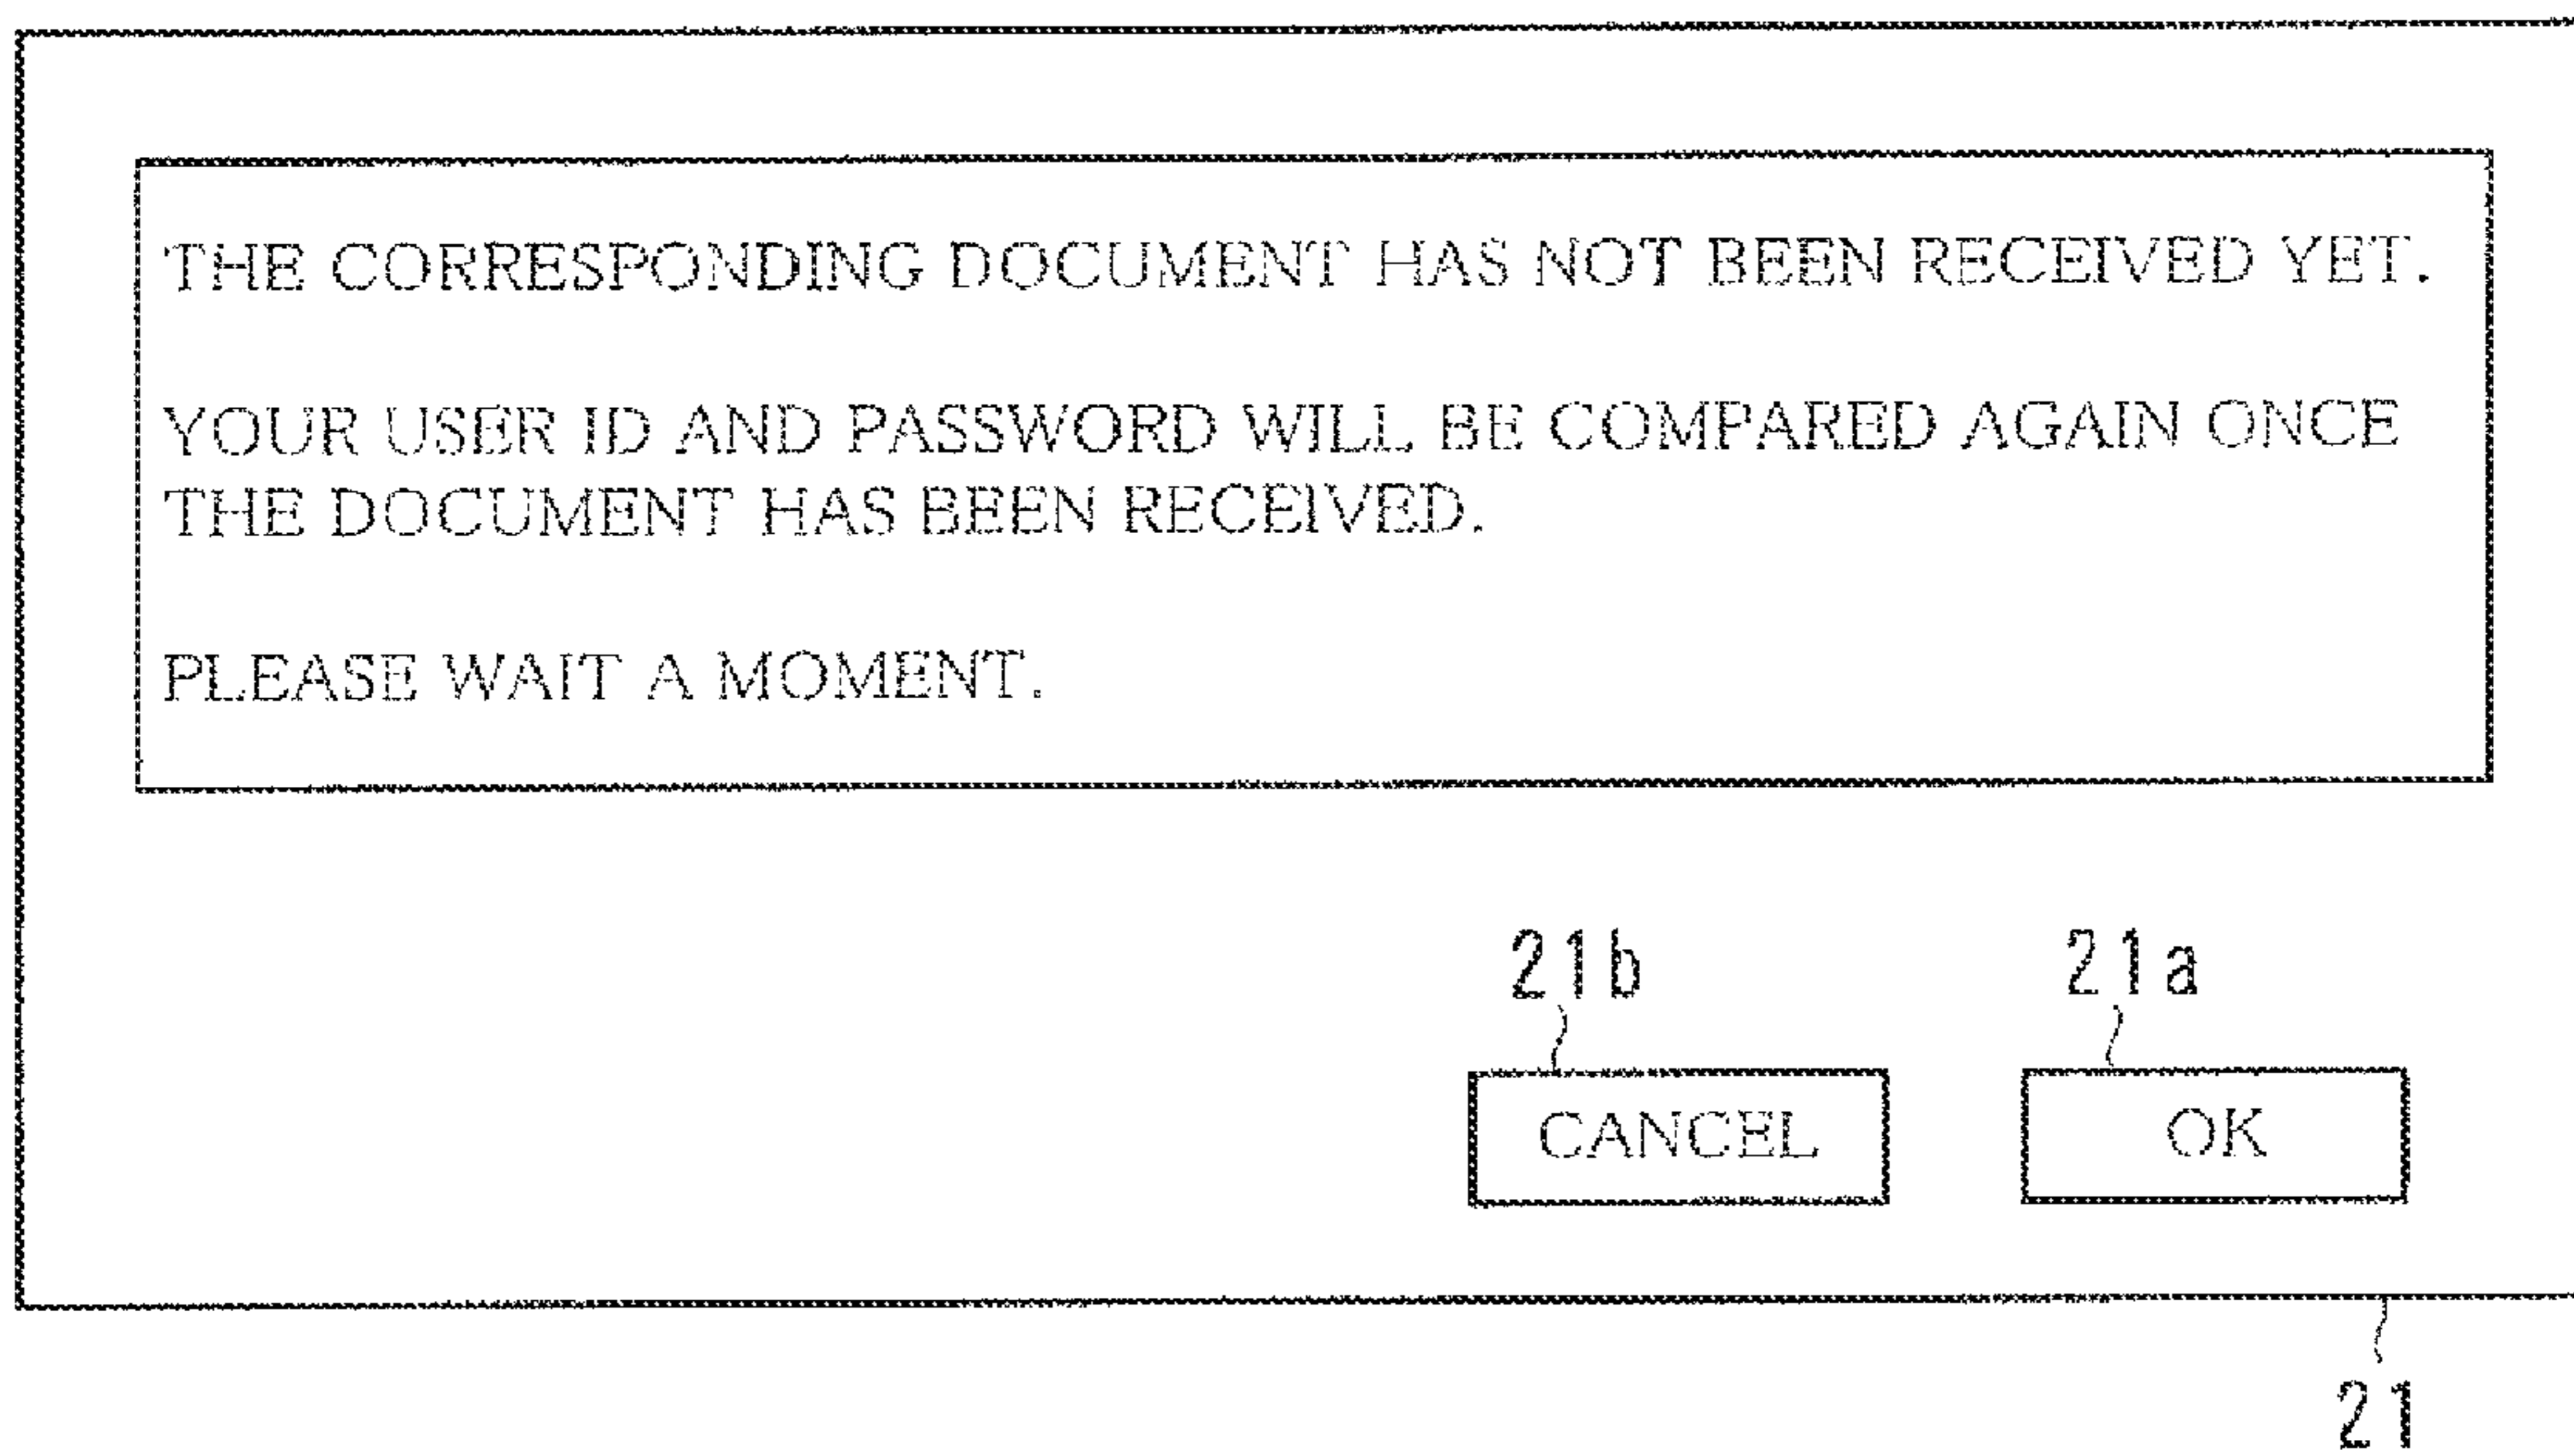 THE CORRESPONDING DOCUMENT HAS NOT BEEN RECEIVED YET.
YOUR USER ID AND PASSWORD WILL BE COMPARED AGAIN ONCE
THE DOCUMENT HAS BEEN RECEIVED.
PLEASE WAIT A MOMENT.
21b 21a
CANCEL OK
21